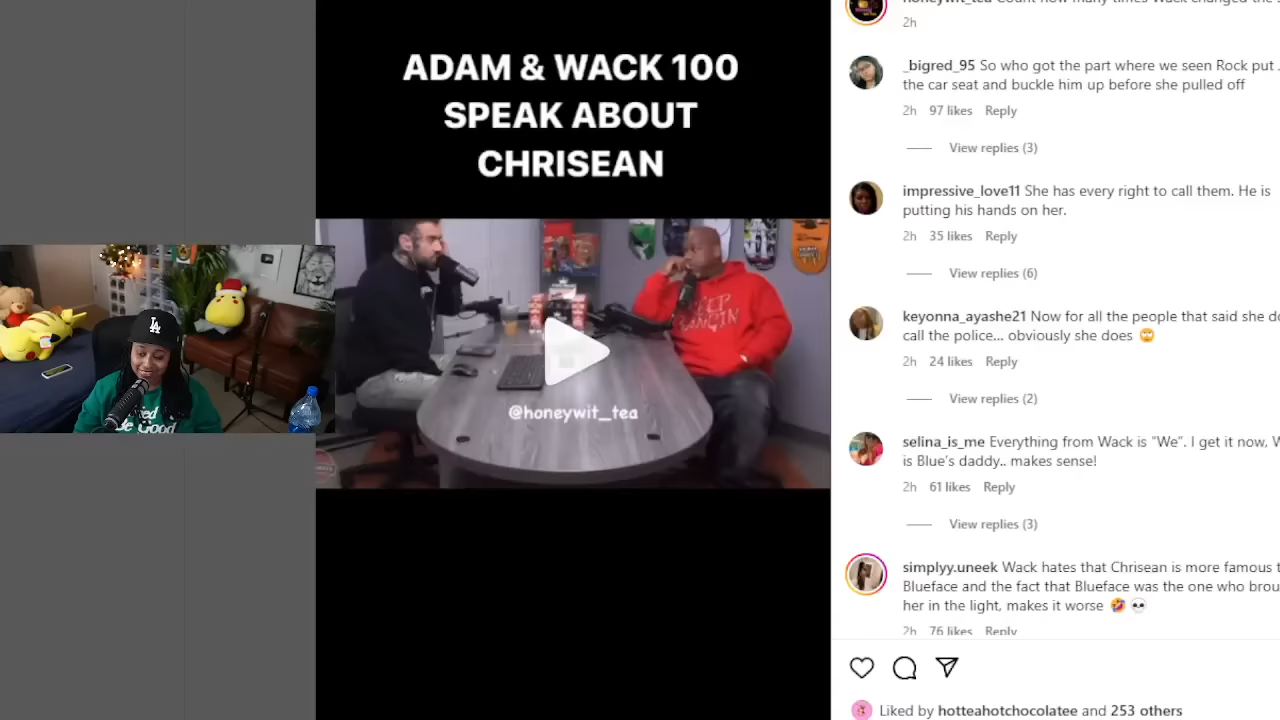 ADAM & WACK 100
SPEAK ABOUT
CHRISEAN
@honeywit_tea
LA
2h
_bigred_95 So who got the part where we seen Rock put
the car seat and buckle him up before she pulled off
2h 97 likes Reply
View replies (3)
impressive_love11 She has every right to call them. He is
putting his hands on her.
2h 35 likes Reply
View replies (6)
keyonna_ayashe21 Now for all the people that said she
call the police... obviously she does 🙄
2h 24 likes Reply
View replies (2)
selina_is_me Everything from Wack is "We". I get it now,
is Blue's daddy.. makes sense!
2h 61 likes Reply
View replies (3)
simplyy.uneek Wack hates that Chrisean is more famous
Blueface and the fact that Blueface was the one who
her in the light, makes it worse 🤣 💀
2h 76 likes Reply
Liked by hotteahotchocolatee and 253 others